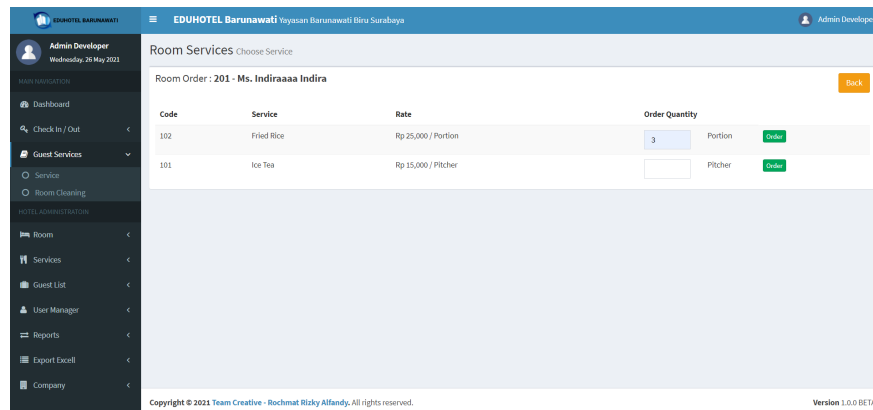 EDUHOTEL BARUNAWATI
EDUHOTEL Barunawati Yayasan Barunawati Biru Surabaya
Admin Develope
Admin Developer
Wednesday, 26 May 2021
MAIN NAVIGATION
Dashboard
Check In / Out
Guest Services
Service
Room Cleaning
HOTEL ADMINISTRATOIN
Room
Services
Guest List
User Manager
Reports
Export Excell
Company
Room Services Choose Service
Room Order : 201 - Ms. Indiraaaa Indira
Back
Code Service Rate Order Quantity
102 Fried Rice Rp 25,000 / Portion 3 Portion Order
101 Ice Tea Rp 15,000 / Pitcher Pitcher Order
Copyright © 2021 Team Creative - Rochmat Rizky Alfandy. All rights reserved.
Version 1.0.0 BETA